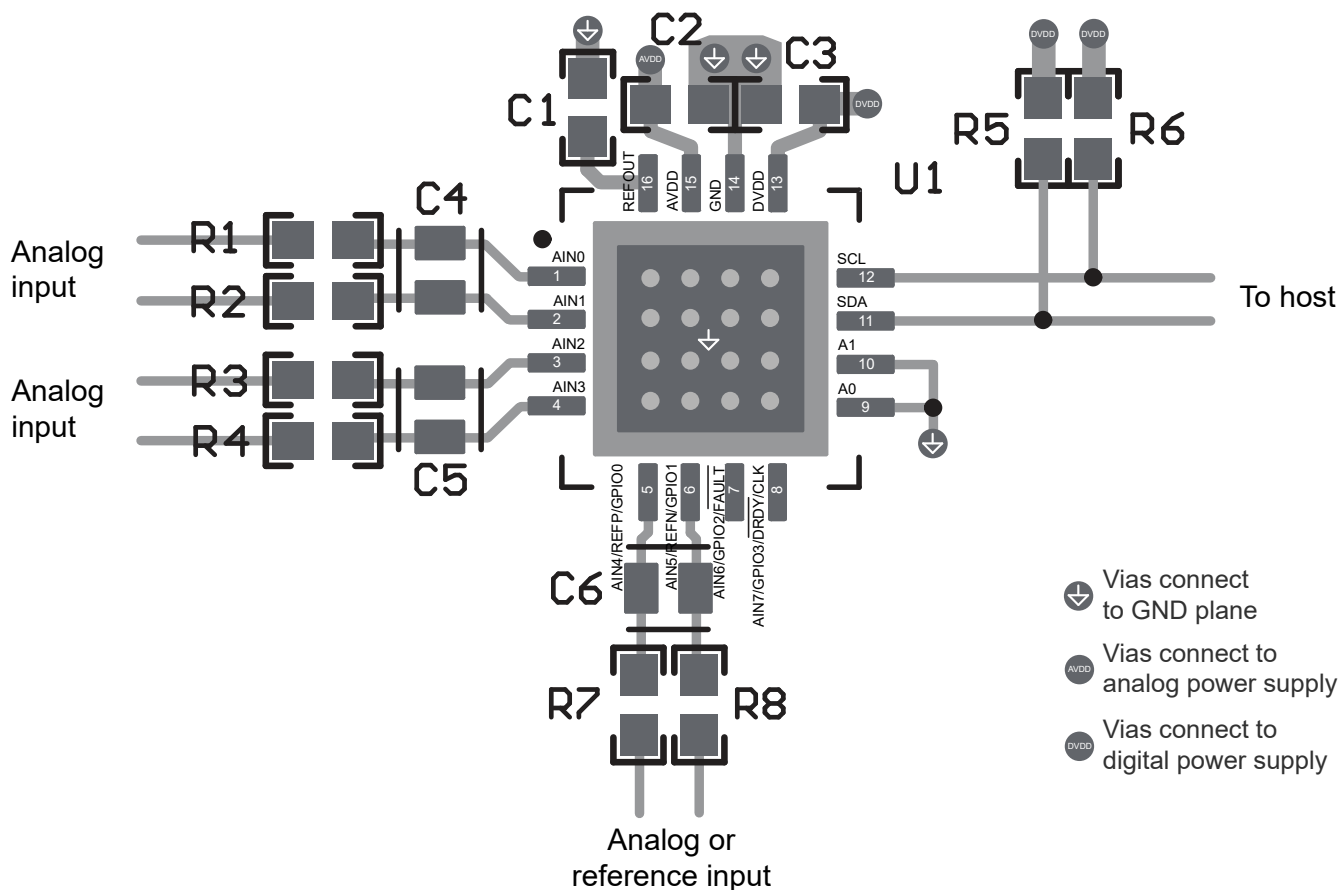 C2
C3
C1
AVDD
DVDD
DVDD
DVDD
R5
R6
REFOUT
AVDD
GND
DVDD
16
15
14
13
U1
C4
R1
Analog
input
R2
AIN0
1
AIN1
2
SCL
12
SDA
11
To host
R3
Analog
input
R4
C5
AIN2
3
AIN3
4
A1
10
A0
9
5
6
7
8
AIN4/REFP/GPIO0
AIN5/REFN/GPIO1
AIN6/GPIO2/FAULT
AIN7/GPIO3/DRDY/CLK
C6
R7
R8
Analog or
reference input
Vias connect
to GND plane
AVDD
Vias connect to
analog power supply
DVDD
Vias connect to
digital power supply